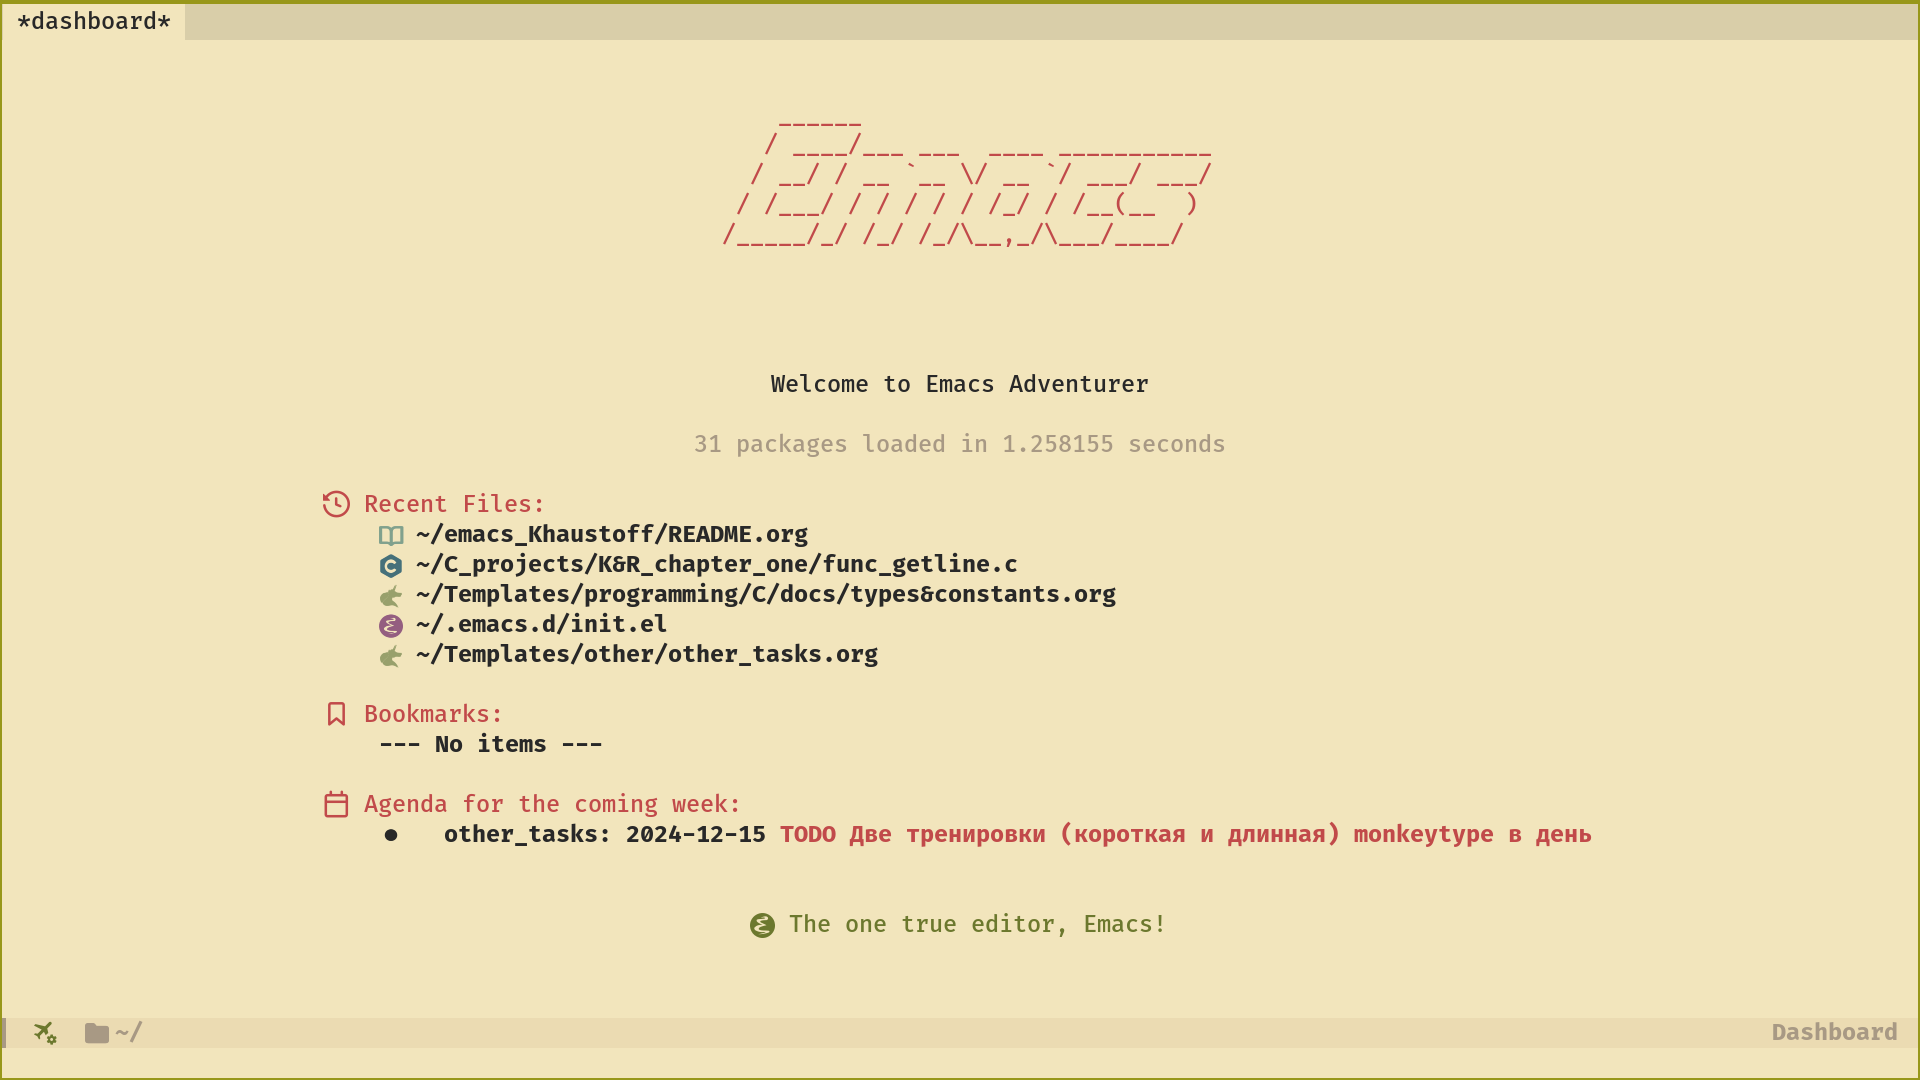 *dashboard*
Emacs
Welcome to Emacs Adventurer
31 packages loaded in 1.258155 seconds
Recent Files:
~/emacs_Khaustoff/README.org
~/C_projects/K&R_chapter_one/func_getline.c
~/Templates/programming/C/docs/types&constants.org
~/.emacs.d/init.el
~/Templates/other/other_tasks.org
Bookmarks:
--- No items ---
Agenda for the coming week:
● other_tasks: 2024-12-15 TODO Две тренировки (короткая и длинная) monkeytype в день
The one true editor, Emacs!
~/ Dashboard